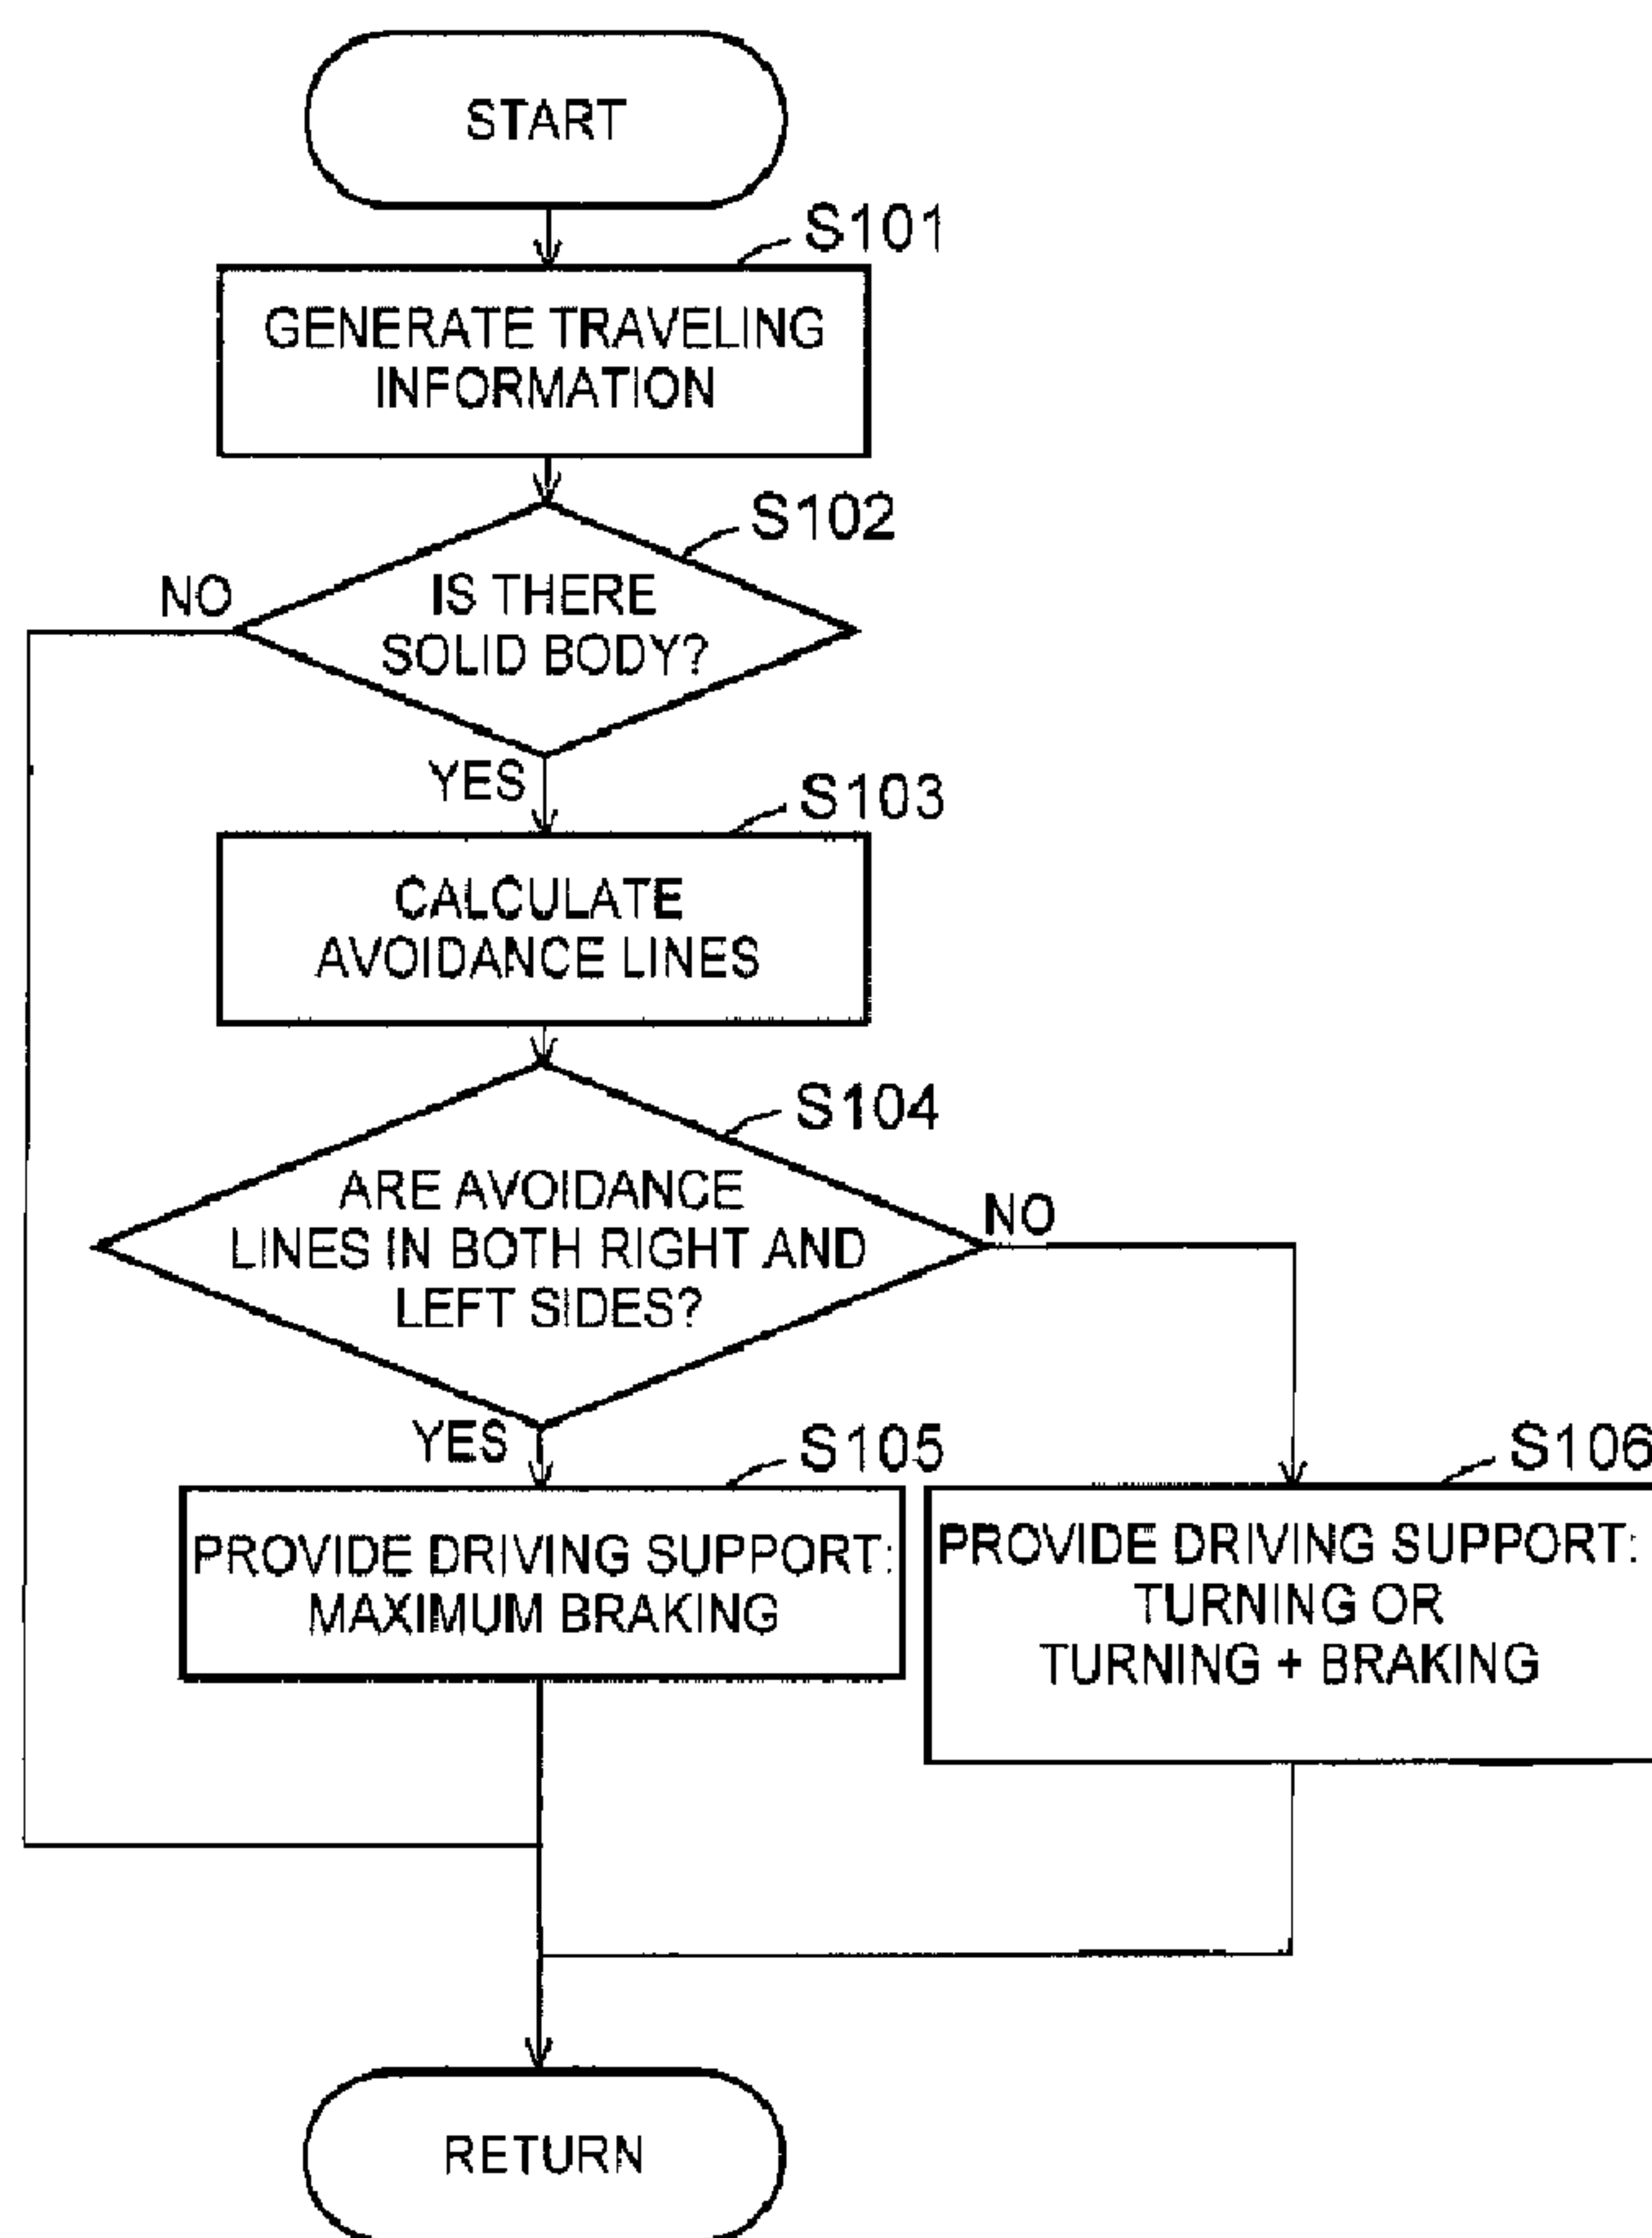 START
S101
GENERATE TRAVELING
INFORMATION
S102
NO
IS THERE
SOLID BODY?
YES
S103
CALCULATE
AVOIDANCE LINES
S104
ARE AVOIDANCE
LINES IN BOTH RIGHT AND
LEFT SIDES?
NO
YES
S105
PROVIDE DRIVING SUPPORT:
MAXIMUM BRAKING
S106
PROVIDE DRIVING SUPPORT:
TURNING OR
TURNING + BRAKING
RETURN